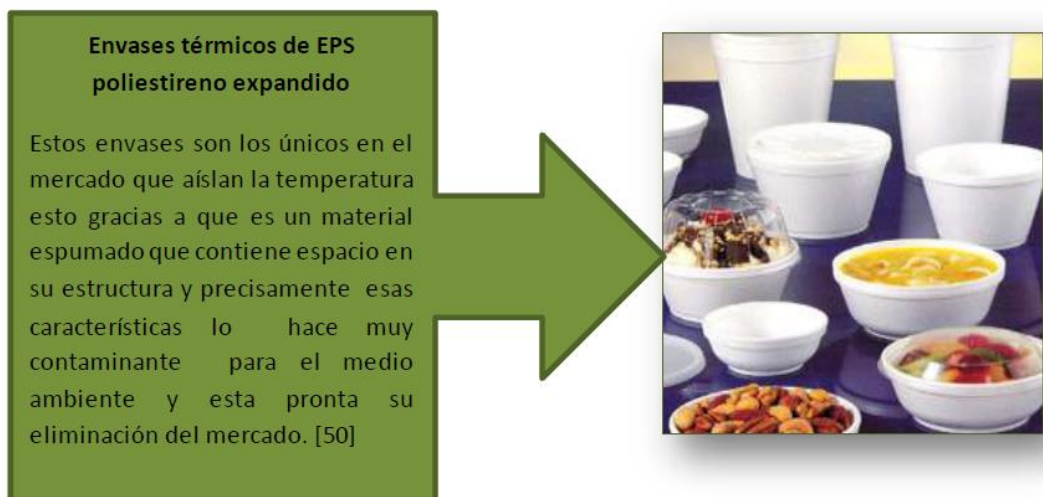 Envases térmicos de EPS
poliestireno expandido
Estos envases son los únicos en el
mercado que aíslan la temperatura
esto gracias a que es un material
espumado que contiene espacio en
su estructura y precisamente esas
características lo hace muy
contaminante para el medio
ambiente y esta pronta su
eliminación del mercado. [50]